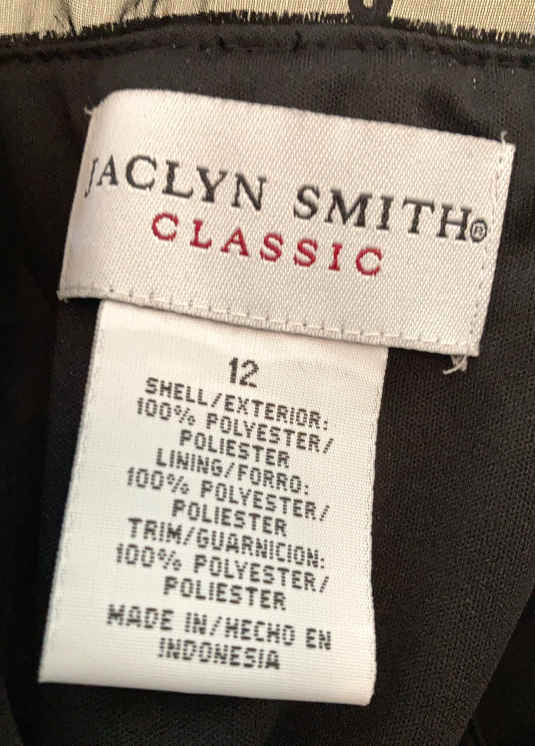 JACLYN SMITH®
CLASSIC
12
SHELL/EXTERIOR:
100% POLYESTER/
POLIESTER
LINING/FORRO:
100% POLYESTER/
POLIESTER
TRIM/GUARNICION:
100% POLYESTER/
POLIESTER
MADE IN/HECHO EN
INDONESIA